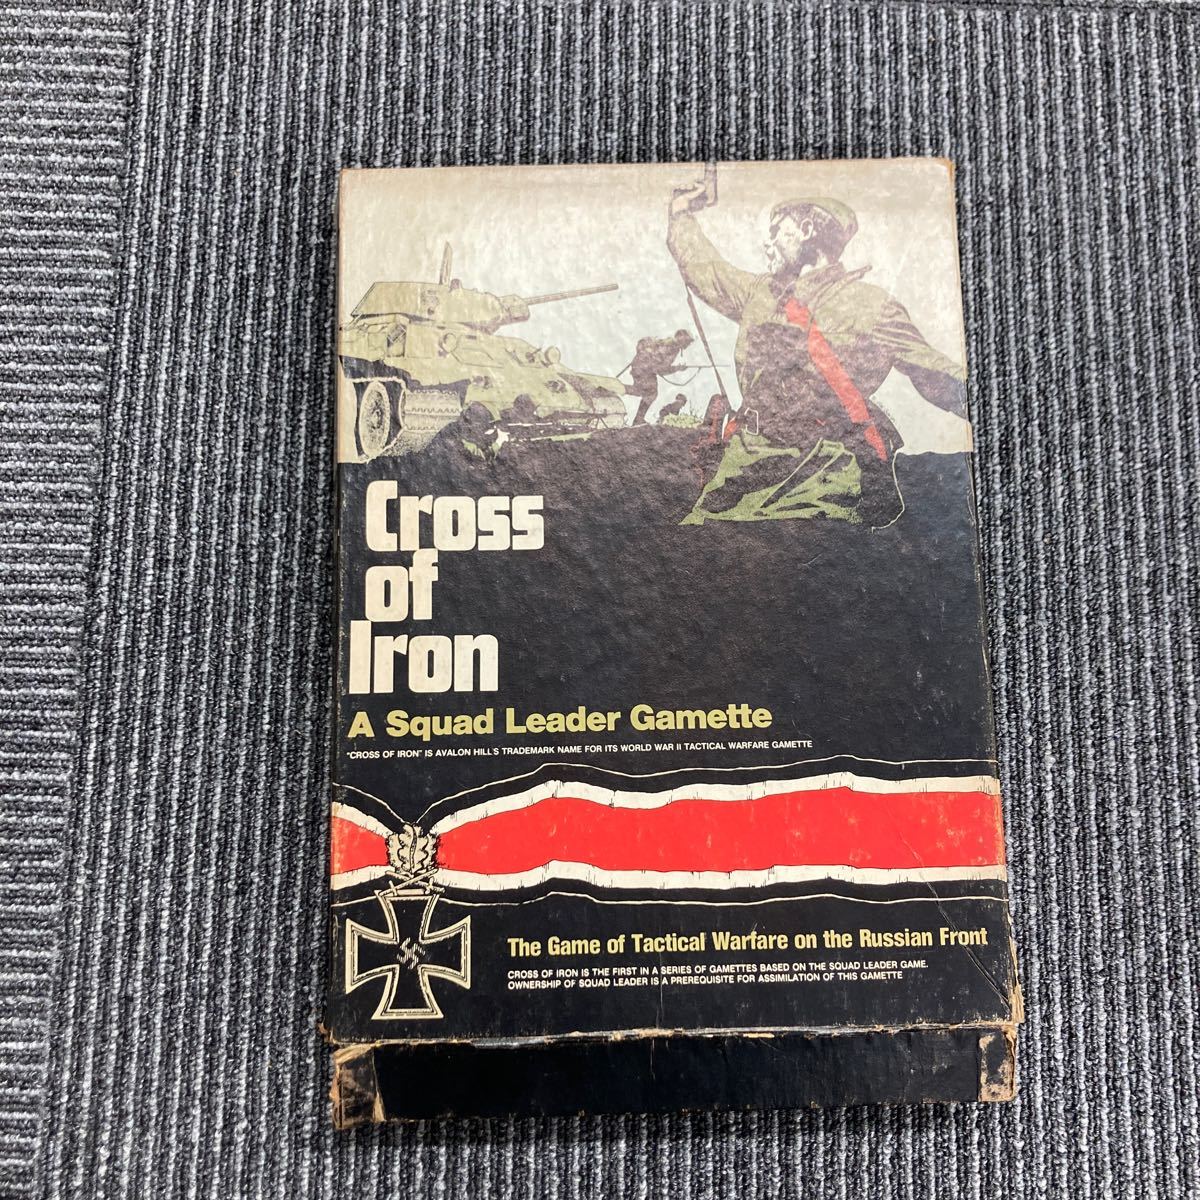 Cross
of
Iron
A Squad Leader Gamette
"CROSS OF IRON" IS AVALON HILL'S TRADEMARK NAME FOR ITS WORLD WAR II TACTICAL WARFARE GAMETTE
The Game of Tactical Warfare on the Russian Front
CROSS OF IRON IS THE FIRST IN A SERIES OF GAMETTES BASED ON THE SQUAD LEADER GAME.
OWNERSHIP OF SQUAD LEADER IS A PREREQUISITE FOR ASSIMILATION OF THIS GAMETTE